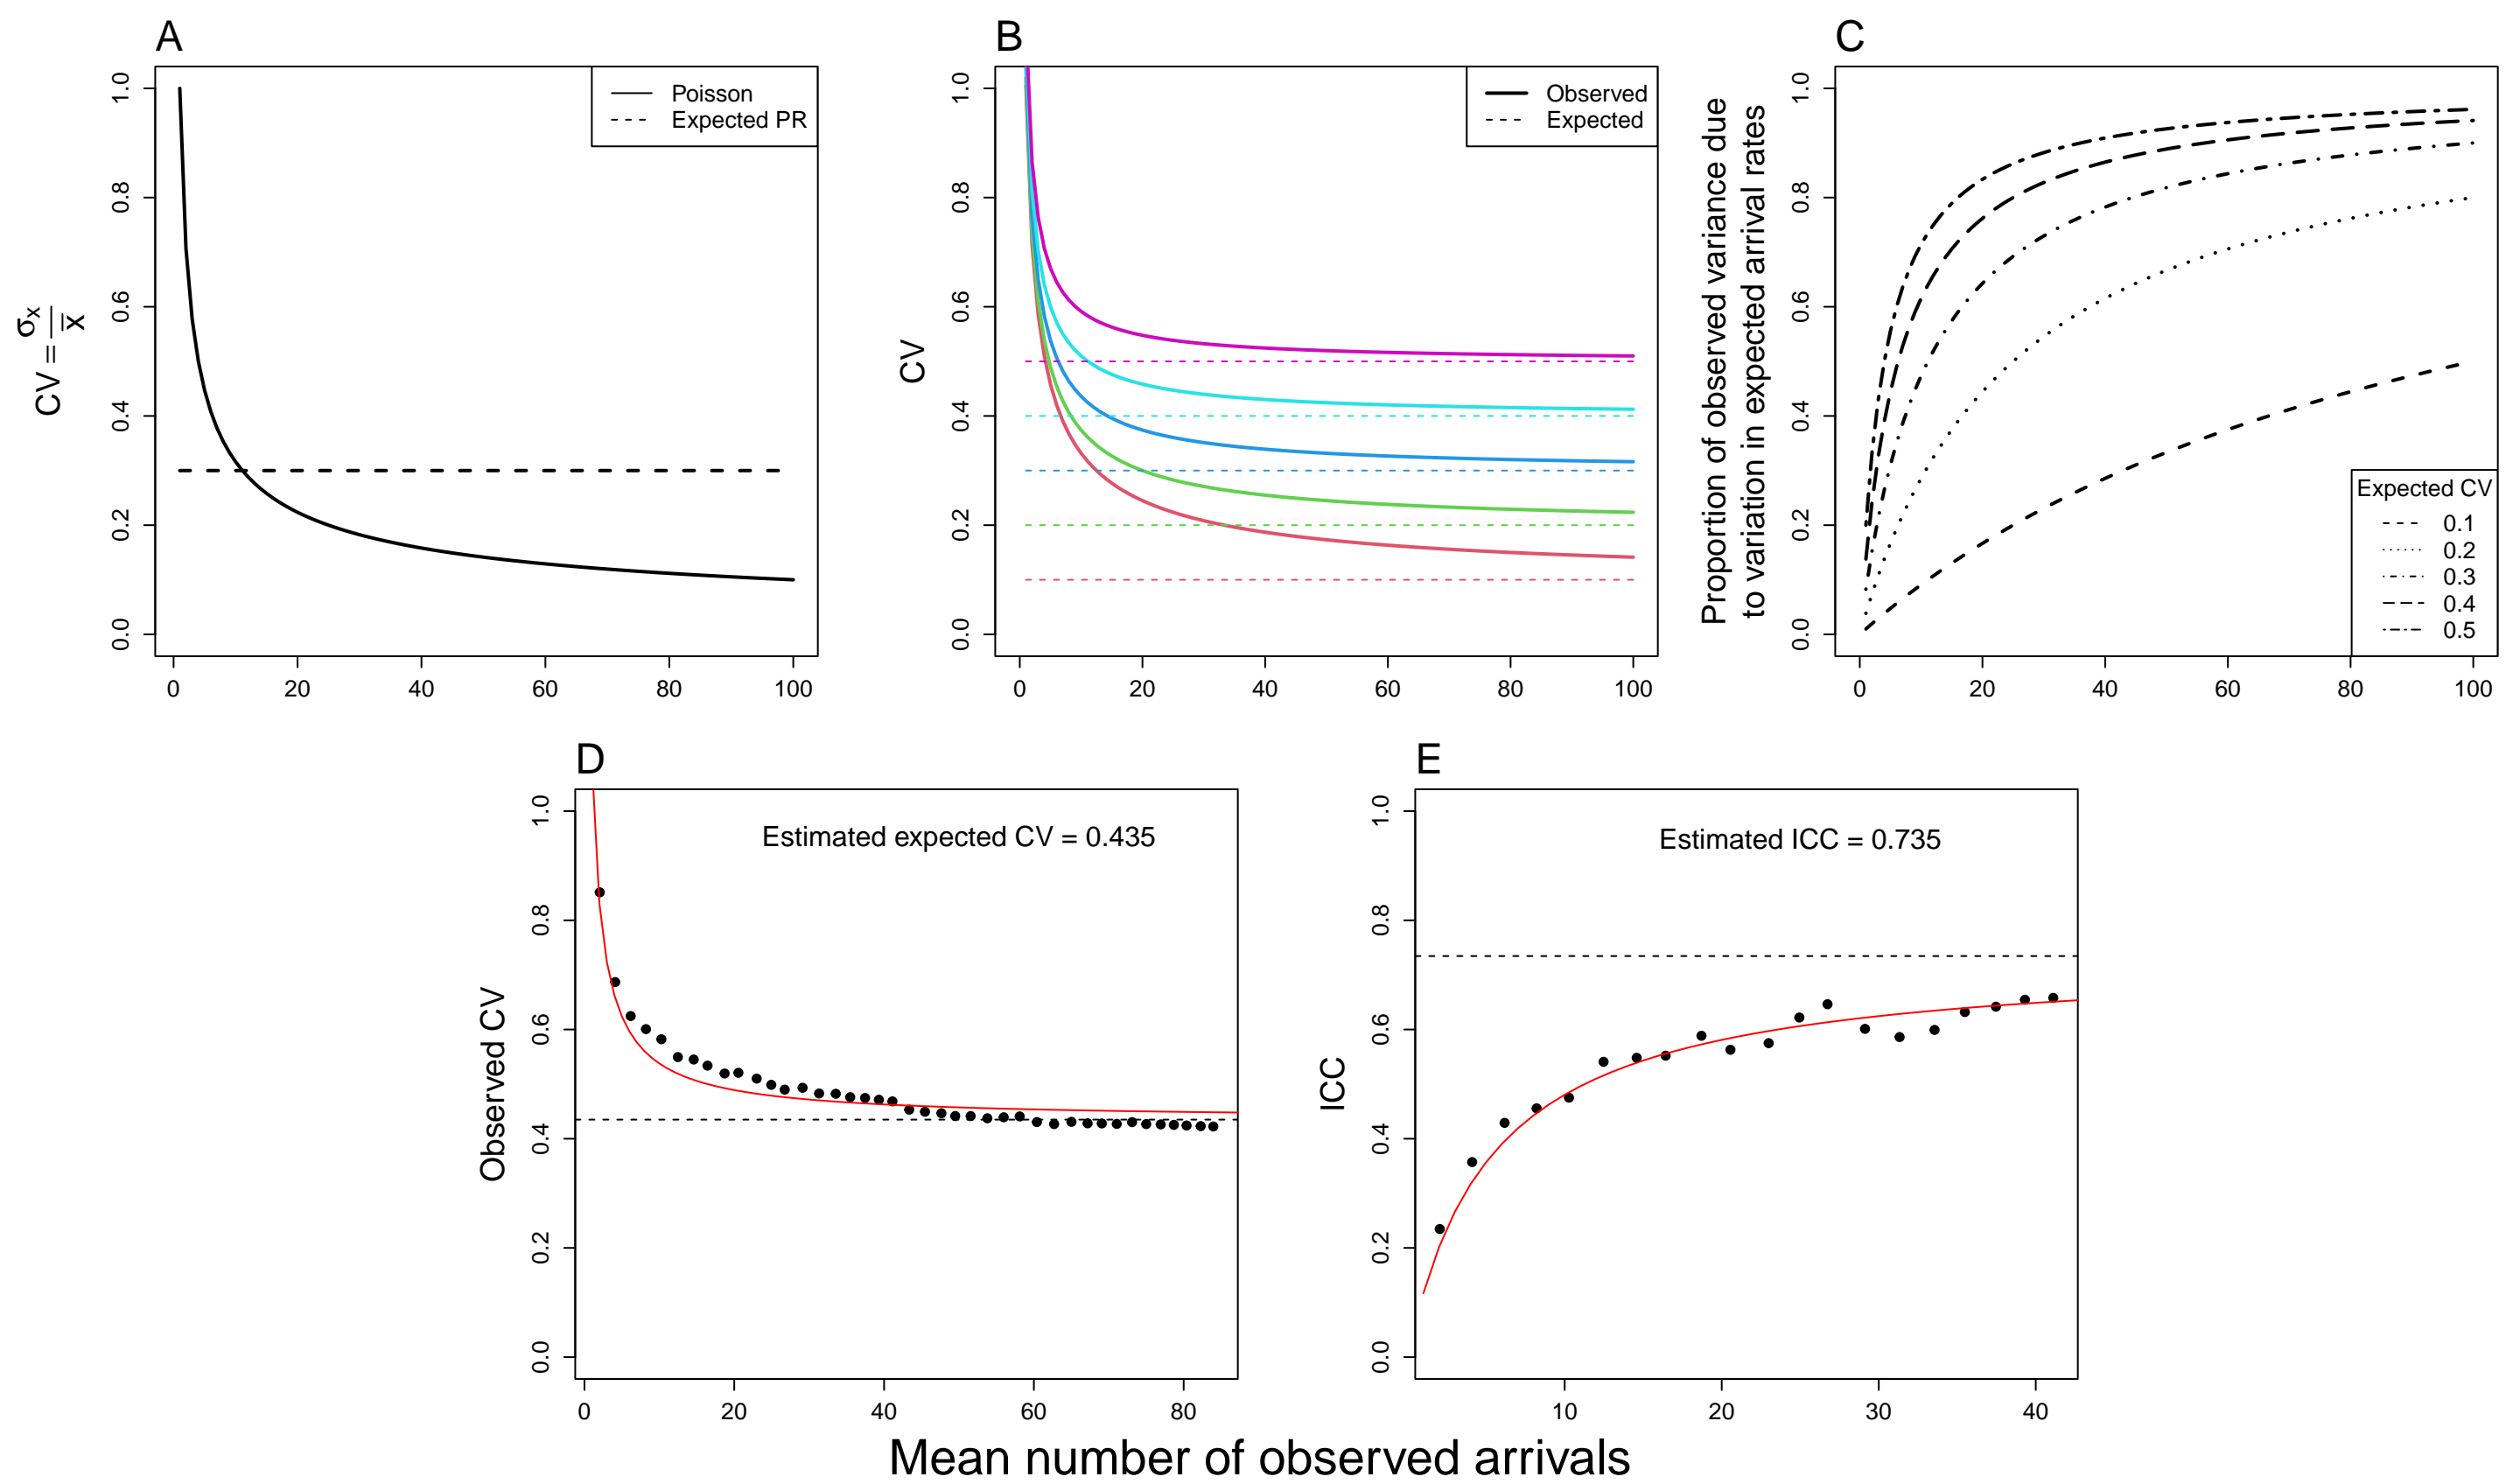 A
CV = σx / x̄
0.0 0.2 0.4 0.6 0.8 1.0
0 20 40 60 80 100
Poisson
Expected PR
B
CV
0.0 0.2 0.4 0.6 0.8 1.0
0 20 40 60 80 100
Observed
Expected
C
Proportion of observed variance due
to variation in expected arrival rates
0.0 0.2 0.4 0.6 0.8 1.0
0 20 40 60 80 100
Expected CV
0.1
0.2
0.3
0.4
0.5
D
Observed CV
0.0 0.2 0.4 0.6 0.8 1.0
0 20 40 60 80
Estimated expected CV = 0.435
E
ICC
0.0 0.2 0.4 0.6 0.8 1.0
10 20 30 40
Estimated ICC = 0.735
Mean number of observed arrivals